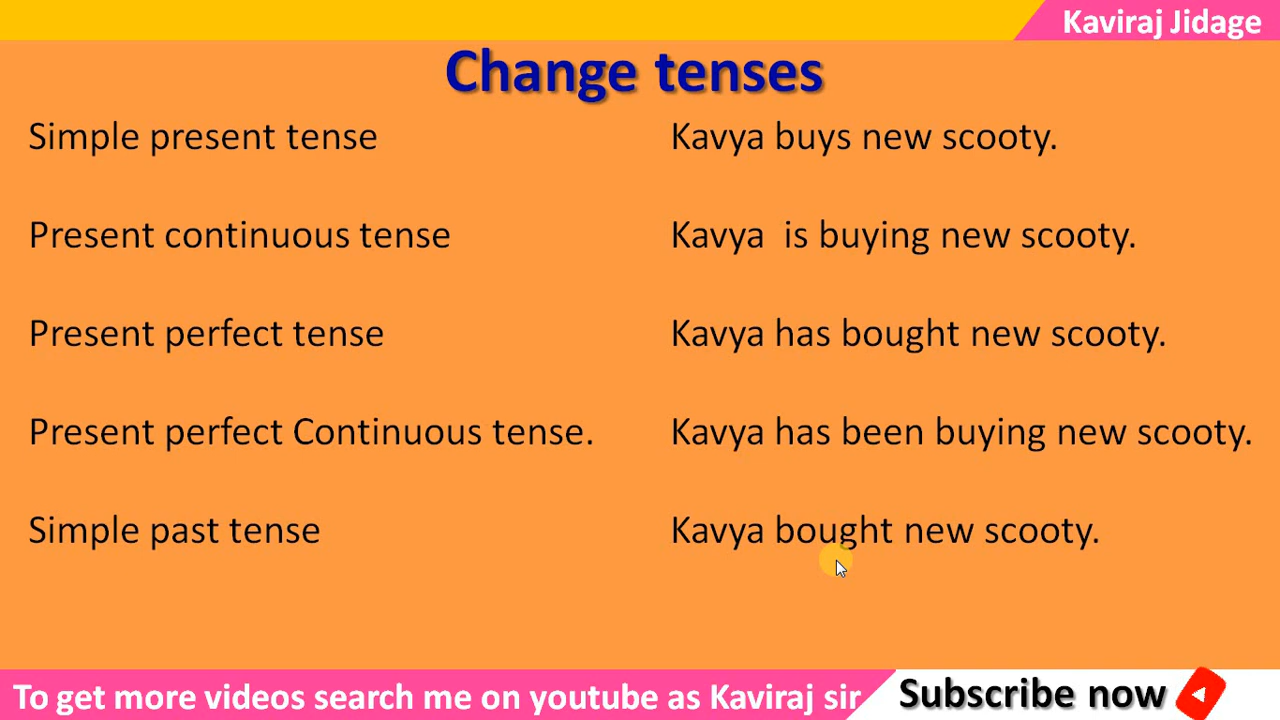 Kaviraj Jidage
Change tenses
Simple present tense Kavya buys new scooty.
Present continuous tense Kavya is buying new scooty.
Present perfect tense Kavya has bought new scooty.
Present perfect Continuous tense. Kavya has been buying new scooty.
Simple past tense Kavya bought new scooty.
To get more videos search me on youtube as Kaviraj sir Subscribe now